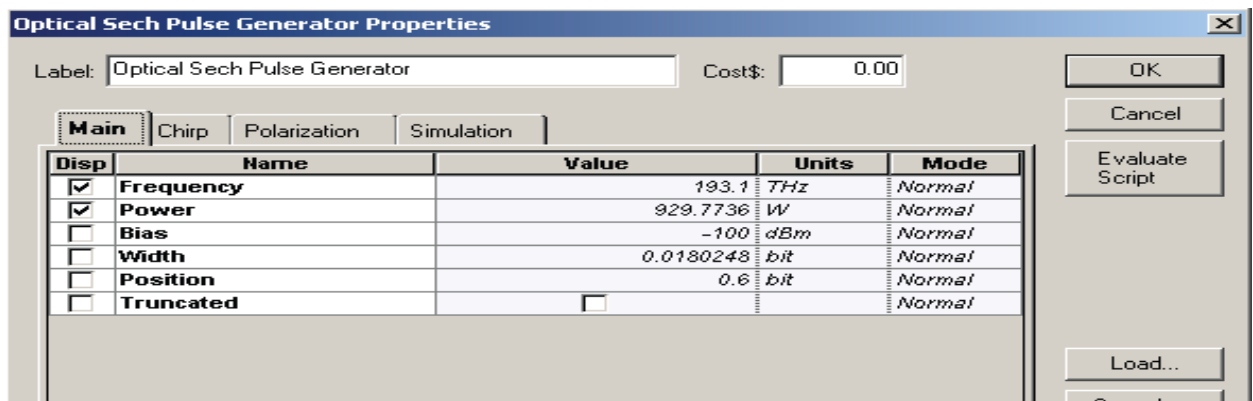 Optical Sech Pulse Generator Properties
Label: Optical Sech Pulse Generator Cost$: 0.00 OK
Cancel
Main Chirp Polarization Simulation
Evaluate Script
Disp Name Value Units Mode
Frequency 193.1 THz Normal
Power 929.7736 W Normal
Bias -100 dBm Normal
Width 0.0180248 bit Normal
Position 0.6 bit Normal
Truncated Normal
Load...